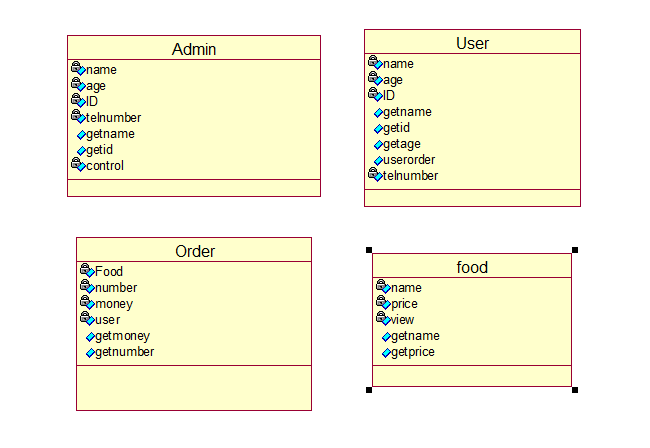 Admin
name
age
ID
telnumber
getname
getid
control
User
name
age
ID
getname
getid
getage
userorder
telnumber
Order
Food
number
money
user
getmoney
getnumber
food
name
price
view
getname
getprice